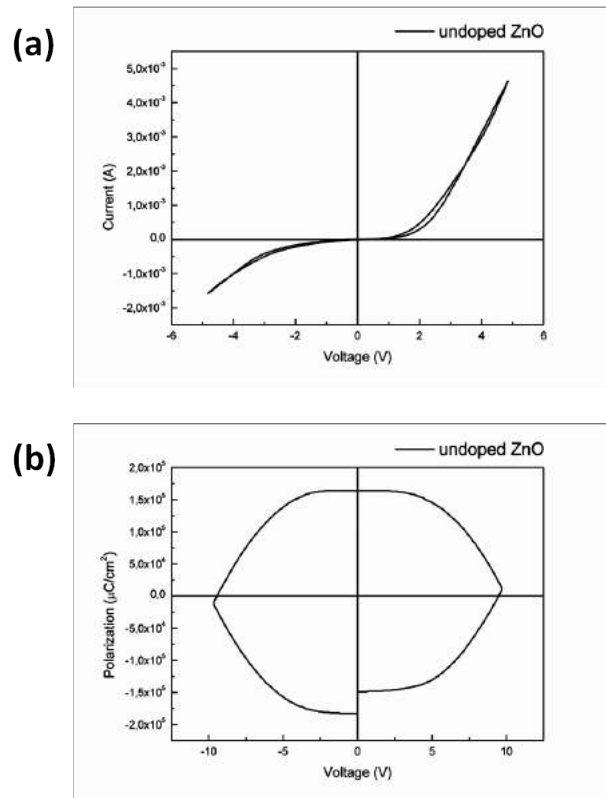 (a)
undoped ZnO
5,0x10⁻³
4,0x10⁻³
3,0x10⁻³
2,0x10⁻³
1,0x10⁻³
0,0
-1,0x10⁻³
-2,0x10⁻³
Current (A)
-6 -4 -2 0 2 4 6
Voltage (V)
(b)
undoped ZnO
2,0x10⁵
1,5x10⁵
1,0x10⁵
5,0x10⁴
0,0
-5,0x10⁴
-1,0x10⁵
-1,5x10⁵
-2,0x10⁵
Polarization (µC/cm²)
-10 -5 0 5 10
Voltage (V)